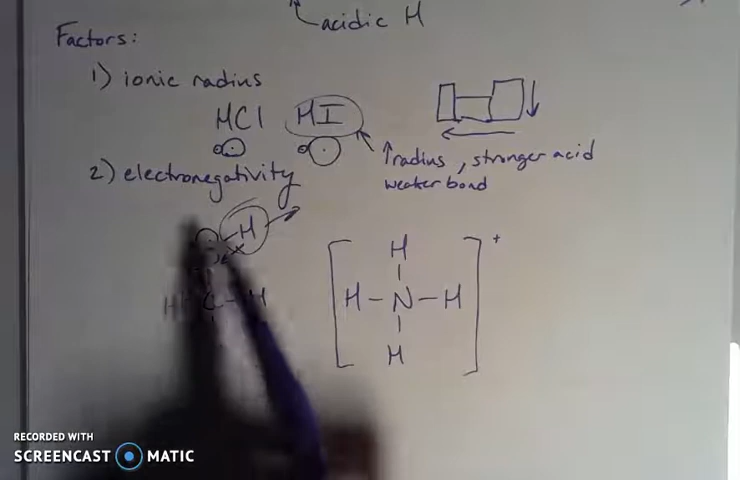 acidic H
Factors:
1) ionic radius
HCl HI
↑radius, stronger acid
weaker bond
2) electronegativity
H
H
H C - H
H - N - H
H
+
RECORDED WITH
SCREENCAST MATIC